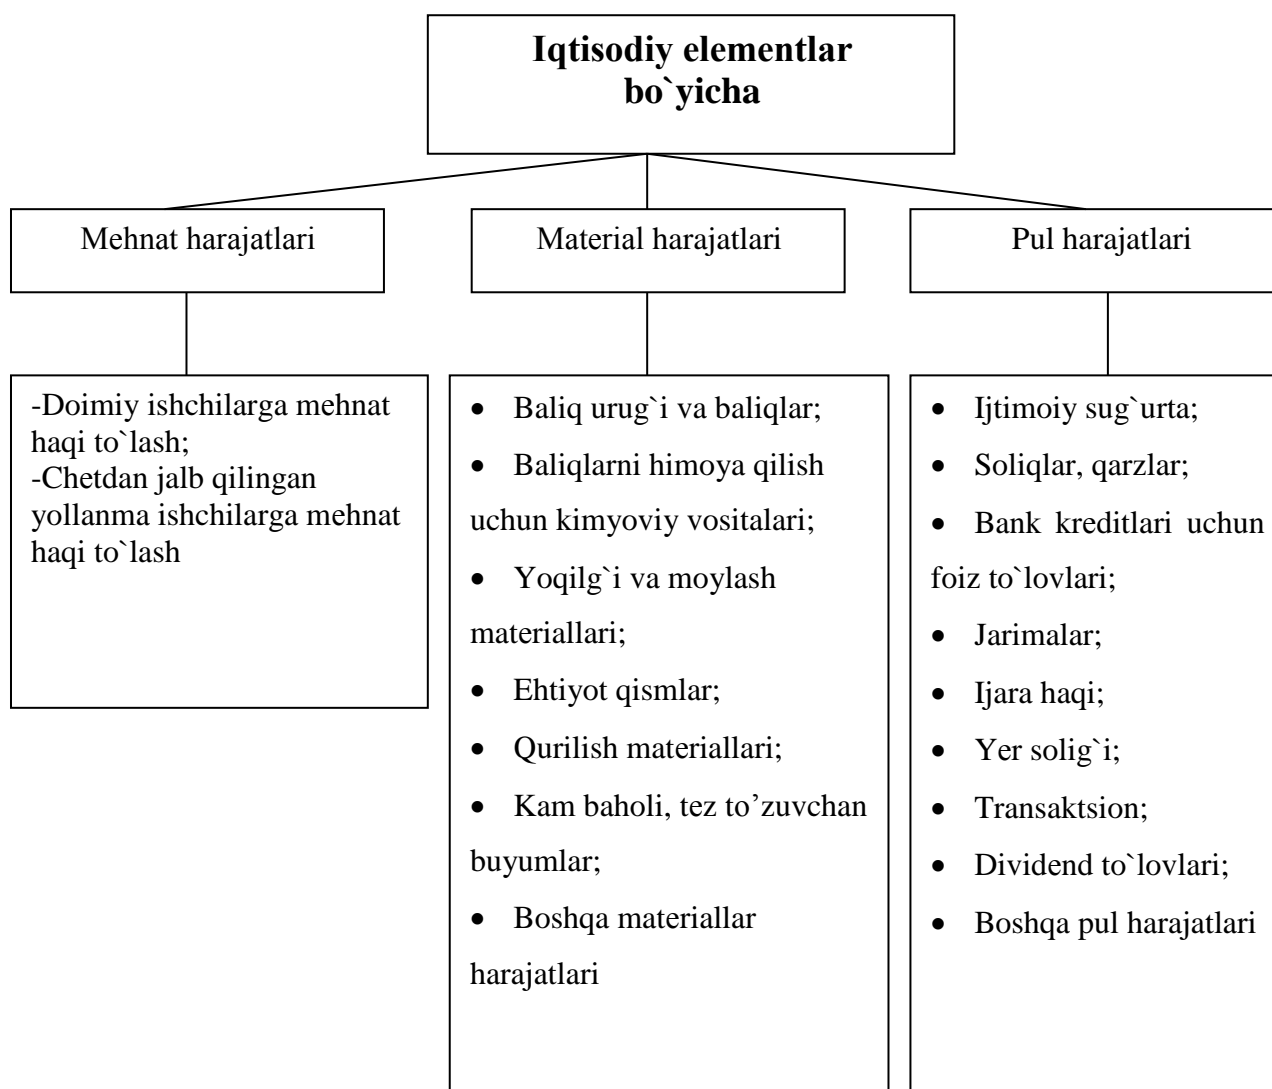 Iqtisodiy elementlar
bo`yicha
Mehnat harajatlari
Material harajatlari
Pul harajatlari
-Doimiy ishchilarga mehnat
haqi to`lash;
-Chetdan jalb qilingan
yollanma ishchilarga mehnat
haqi to`lash
• Baliq urug`i va baliqlar;
• Baliqlarni himoya qilish
uchun kimyoviy vositalari;
• Yoqilg`i va moylash
materiallari;
• Ehtiyot qismlar;
• Qurilish materiallari;
• Kam baholi, tez to’zuvchan
buyumlar;
• Boshqa materiallar
harajatlari
• Ijtimoiy sug`urta;
• Soliqlar, qarzlar;
• Bank kreditlari uchun
foiz to`lovlari;
• Jarimalar;
• Ijara haqi;
• Yer solig`i;
• Transaktsion;
• Dividend to`lovlari;
• Boshqa pul harajatlari